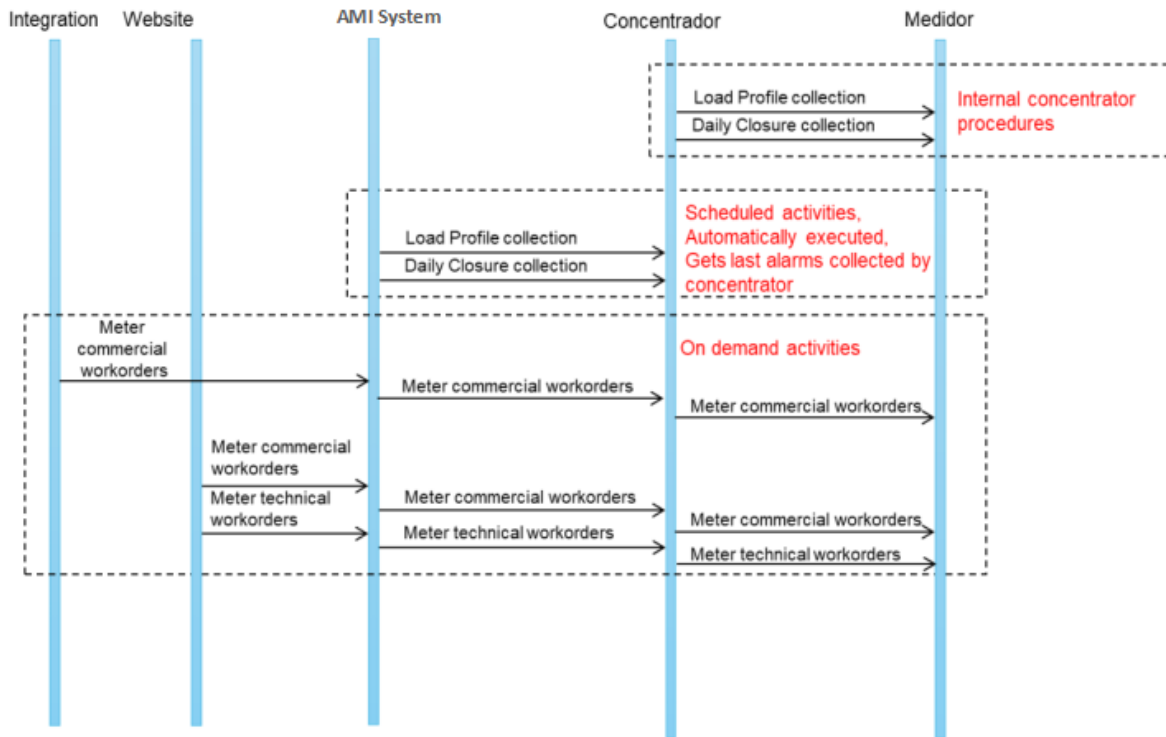 Integration
Website
AMI System
Concentrador
Medidor
Load Profile collection
Daily Closure collection
Internal concentrator
procedures
Load Profile collection
Daily Closure collection
Scheduled activities,
Automatically executed,
Gets last alarms collected by
concentrator
Meter
commercial
workorders
On demand activities
Meter commercial workorders
Meter commercial workorders
Meter commercial
workorders
Meter technical
workorders
Meter commercial workorders
Meter technical workorders
Meter commercial workorders
Meter technical workorders